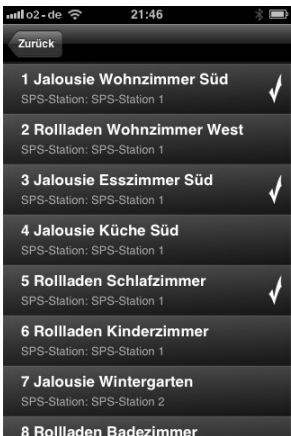 o2-de 21:46
Zurück
1 Jalousie Wohnzimmer Süd
SPS-Station: SPS-Station 1
2 Rollladen Wohnzimmer West
SPS-Station: SPS-Station 1
3 Jalousie Esszimmer Süd
SPS-Station: SPS-Station 1
4 Jalousie Küche Süd
SPS-Station: SPS-Station 1
5 Rollladen Schlafzimmer
SPS-Station: SPS-Station 1
6 Rollladen Kinderzimmer
SPS-Station: SPS-Station 1
7 Jalousie Wintergarten
SPS-Station: SPS-Station 2
8 Rollladen Badezimmer